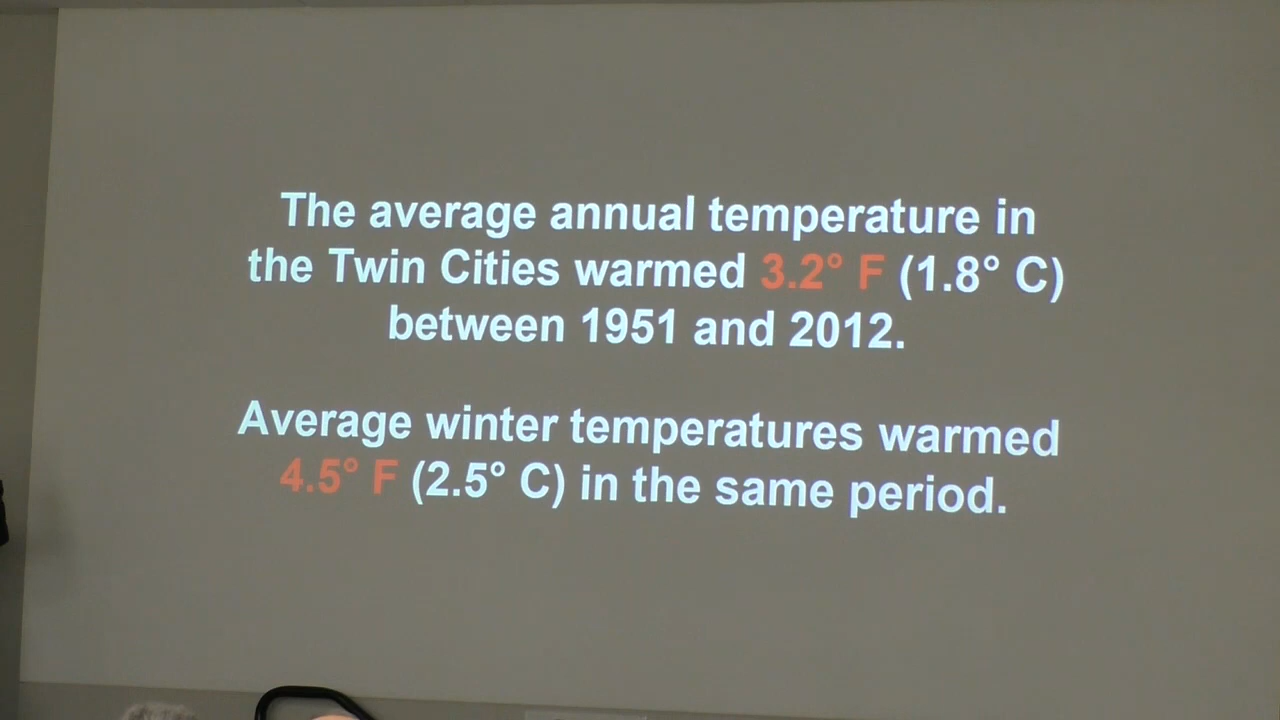 The average annual temperature in
the Twin Cities warmed 3.2° F (1.8° C)
between 1951 and 2012.
Average winter temperatures warmed
4.5° F (2.5° C) in the same period.